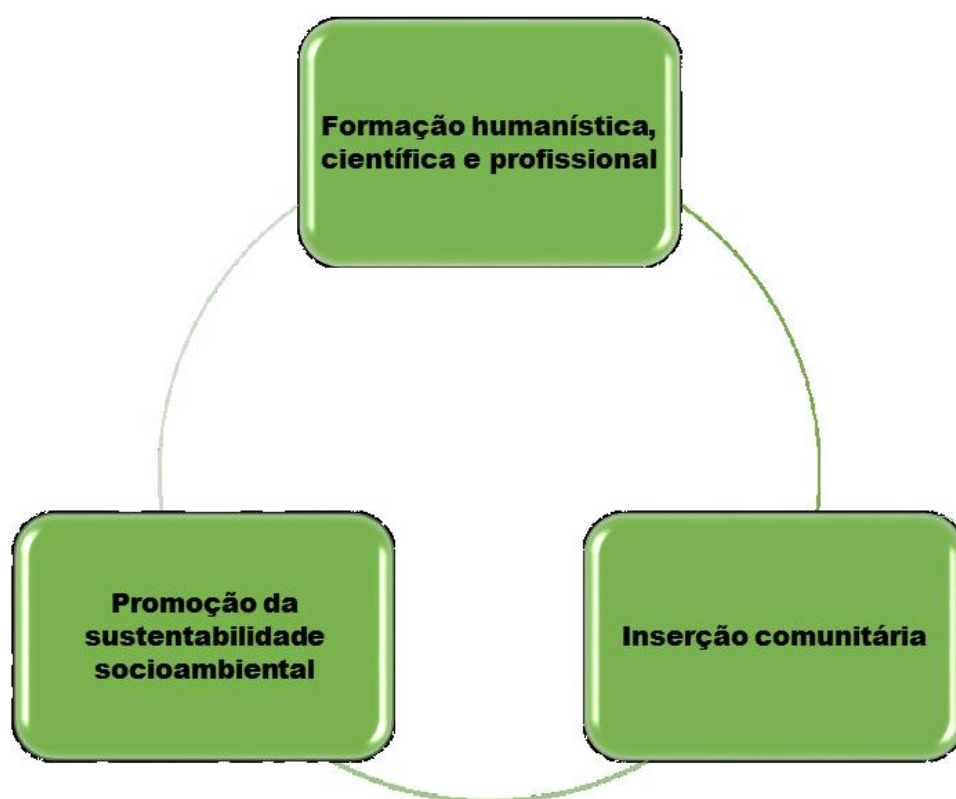 Formação humanística,
científica e profissional
Promoção da
sustentabilidade
socioambiental
Inserção comunitária